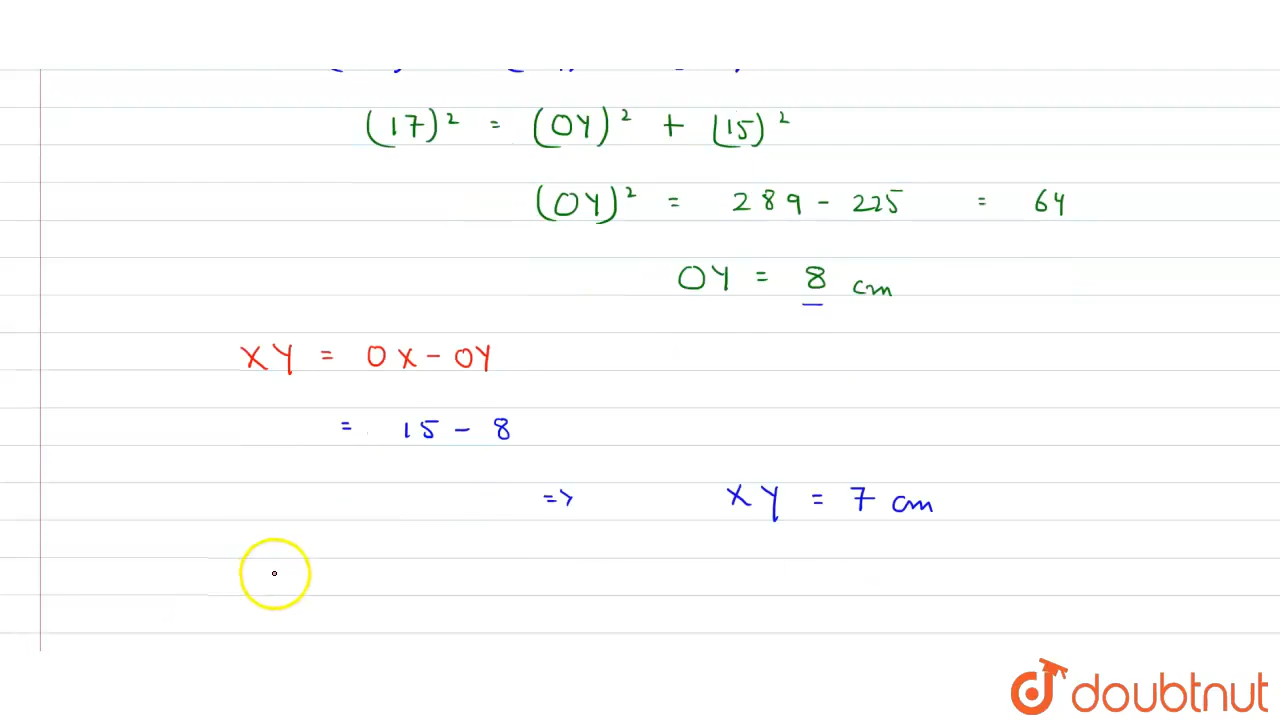 (17)² = (OY)² + (15)²
(OY)² = 289 - 225 = 64
OY = 8 cm
XY = OX - OY
= 15 - 8
=> XY = 7 cm
doubtnut